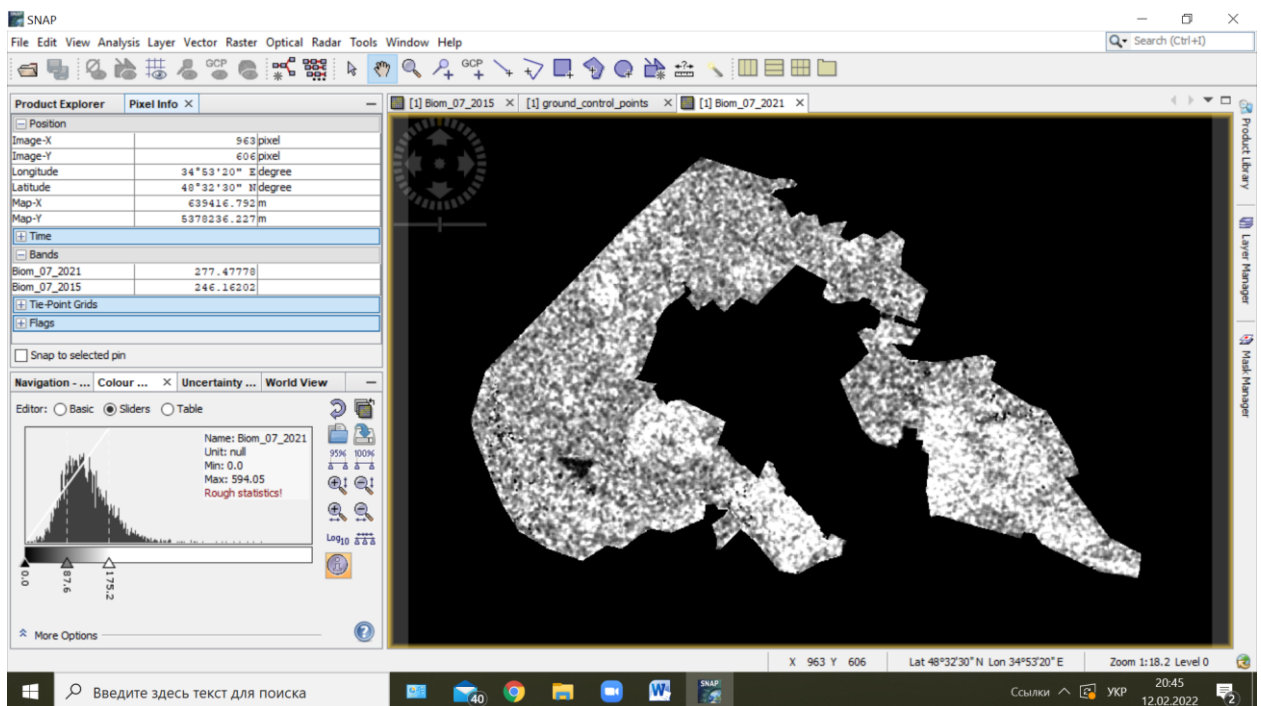 SNAP
File Edit View Analysis Layer Vector Raster Optical Radar Tools Window Help
Search (Ctrl+I)
GCP GCP
Product Explorer Pixel Info
[1] Biom_07_2015 [1] ground_control_points [1] Biom_07_2021
Position
Image-X 963 pixel
Image-Y 606 pixel
Longitude 34°53'20" E degree
Latitude 48°32'30" N degree
Map-X 639416.792 m
Map-Y 5378236.227 m
Time
Bands
Biom_07_2021 277.47778
Biom_07_2015 246.16202
Tie-Point Grids
Flags
Snap to selected pin
Product Library
Layer Manager
Mask Manager
Navigation - ... Colour ... Uncertainty ... World View
Editor: Basic Sliders Table
Name: Biom_07_2021
Unit: null
Min: 0.0
Max: 594.05
Rough statistics!
95% 100%
Log10
0.0 87.6 175.2
More Options
X 963 Y 606 Lat 48°32'30" N Lon 34°53'20" E Zoom 1:18.2 Level 0
Введите здесь текст для поиска
40
SNAP
Ссылки
УКР
20:45
12.02.2022
2